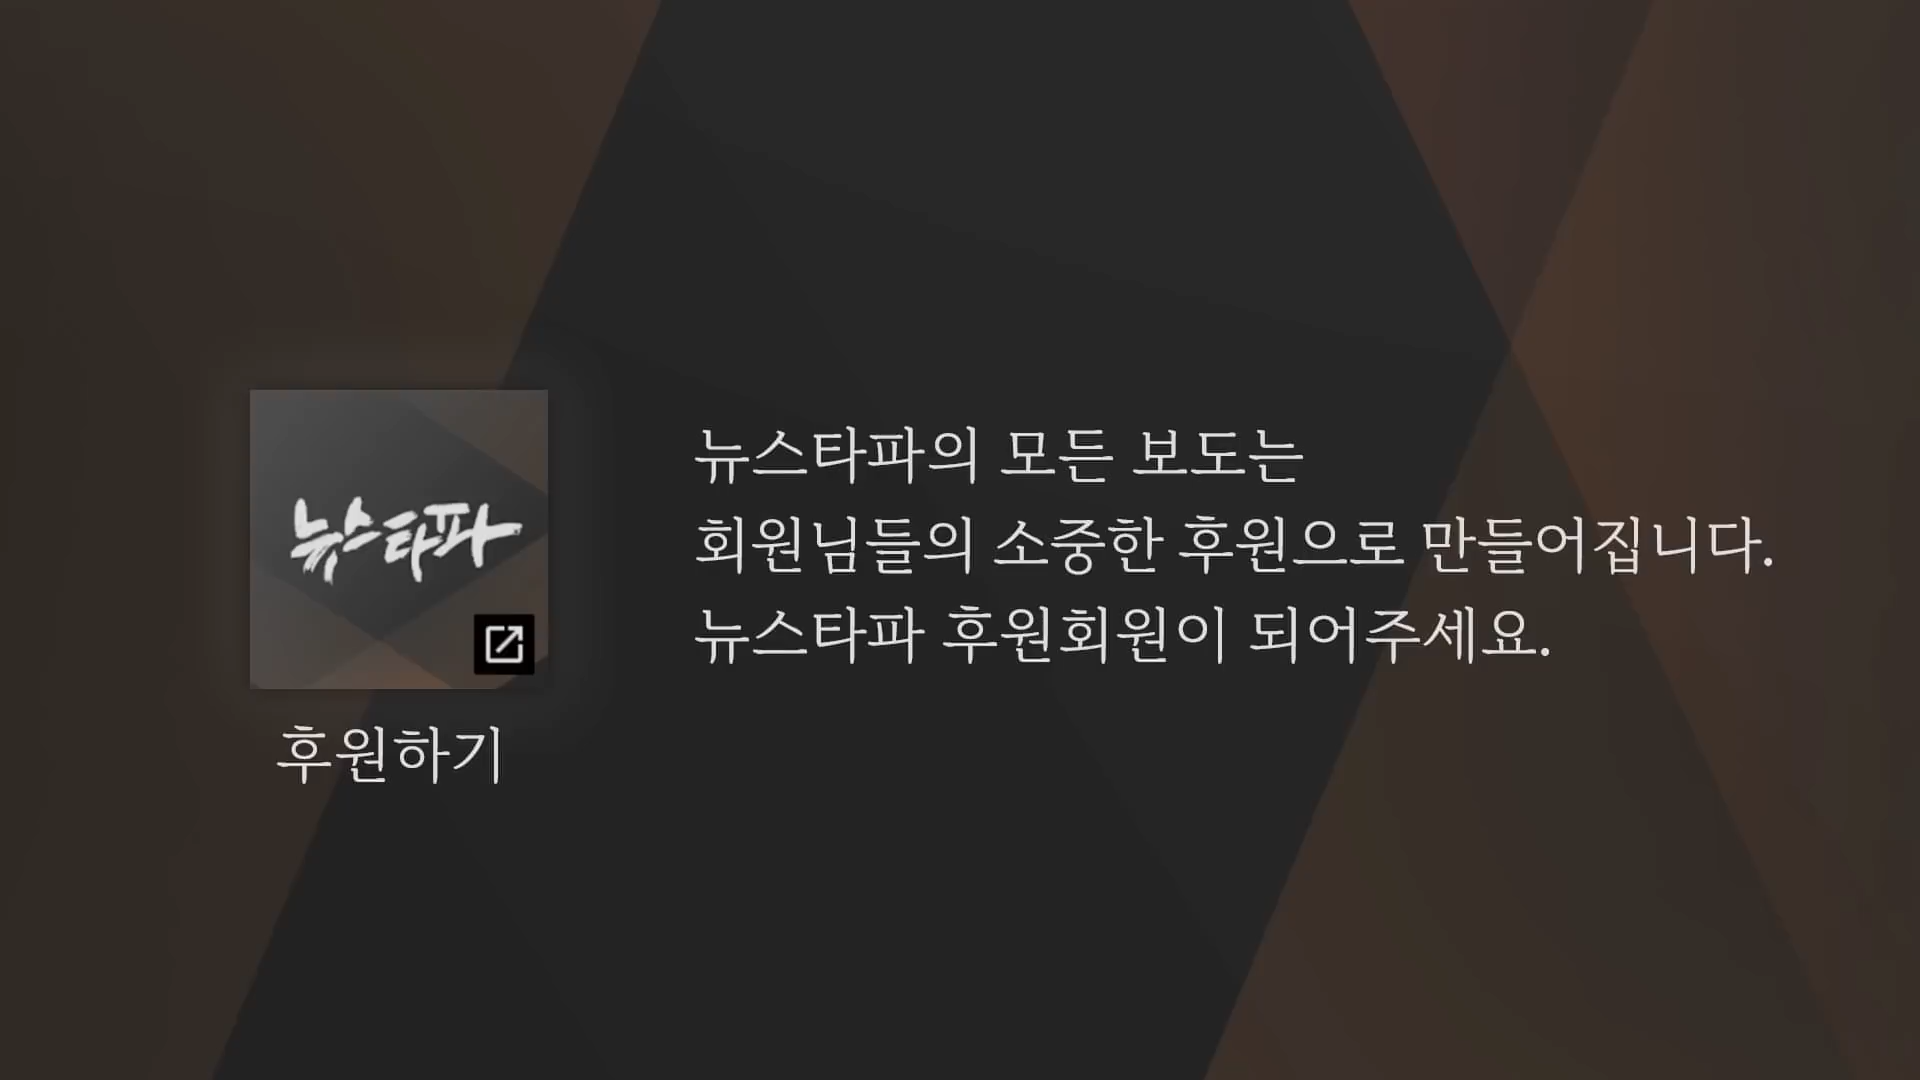 뉴스타파
후원하기
뉴스타파의 모든 보도는
회원님들의 소중한 후원으로 만들어집니다.
뉴스타파 후원회원이 되어주세요.